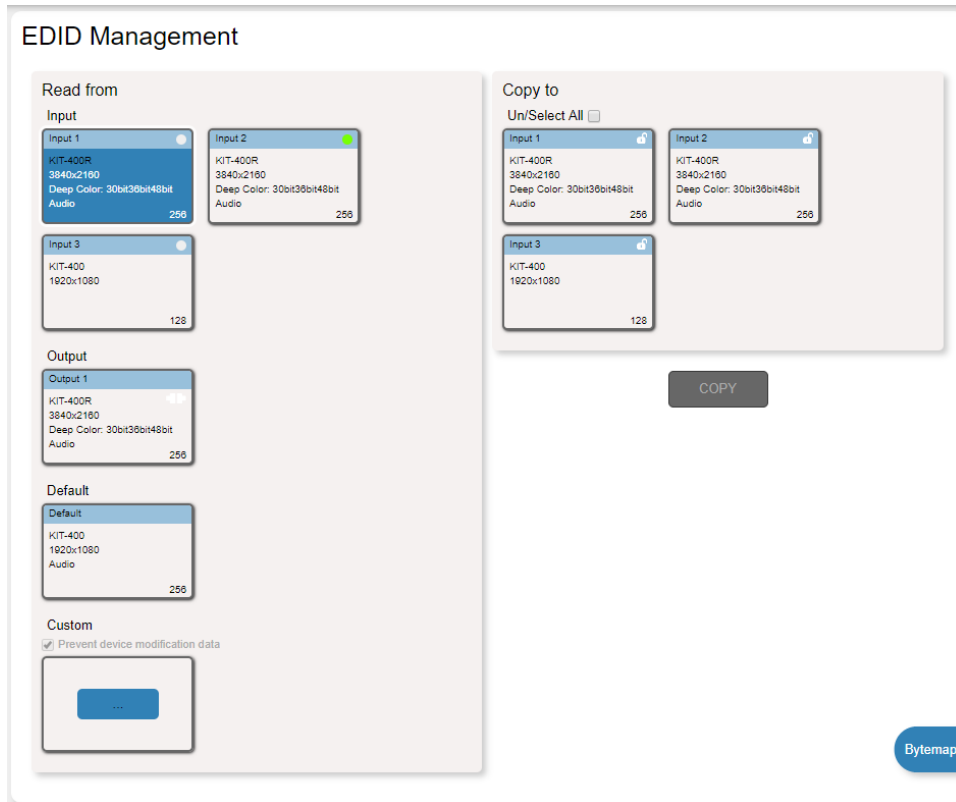 EDID Management
Read from
Input
Input 1
KIT-400R
3840x2160
Deep Color: 30bit36bit48bit
Audio
256
Input 2
KIT-400R
3840x2160
Deep Color: 30bit36bit48bit
Audio
256
Input 3
KIT-400
1920x1080
128
Output
Output 1
KIT-400R
3840x2160
Deep Color: 30bit36bit48bit
Audio
256
Default
Default
KIT-400
1920x1080
Audio
256
Custom
Prevent device modification data
...
Copy to
Un/Select All
Input 1
KIT-400R
3840x2160
Deep Color: 30bit36bit48bit
Audio
256
Input 2
KIT-400R
3840x2160
Deep Color: 30bit36bit48bit
Audio
256
Input 3
KIT-400
1920x1080
128
COPY
Bytemap